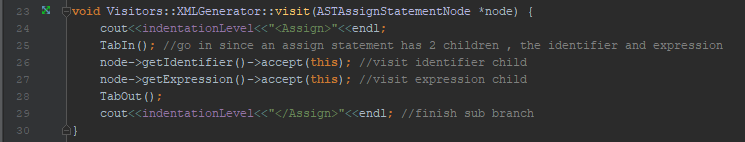 23 void Visitors::XMLGenerator::visit(ASTAssignStatementNode *node) {
24 cout<<indentationLevel<<"<Assign>"<<endl;
25 TabIn(); //go in since an assign statement has 2 children , the identifier and expression
26 node->getIdentifier()->accept(this); //visit identifier child
27 node->getExpression()->accept(this); //visit expression child
28 TabOut();
29 cout<<indentationLevel<<"</Assign>"<<endl; //finish sub branch
30 }